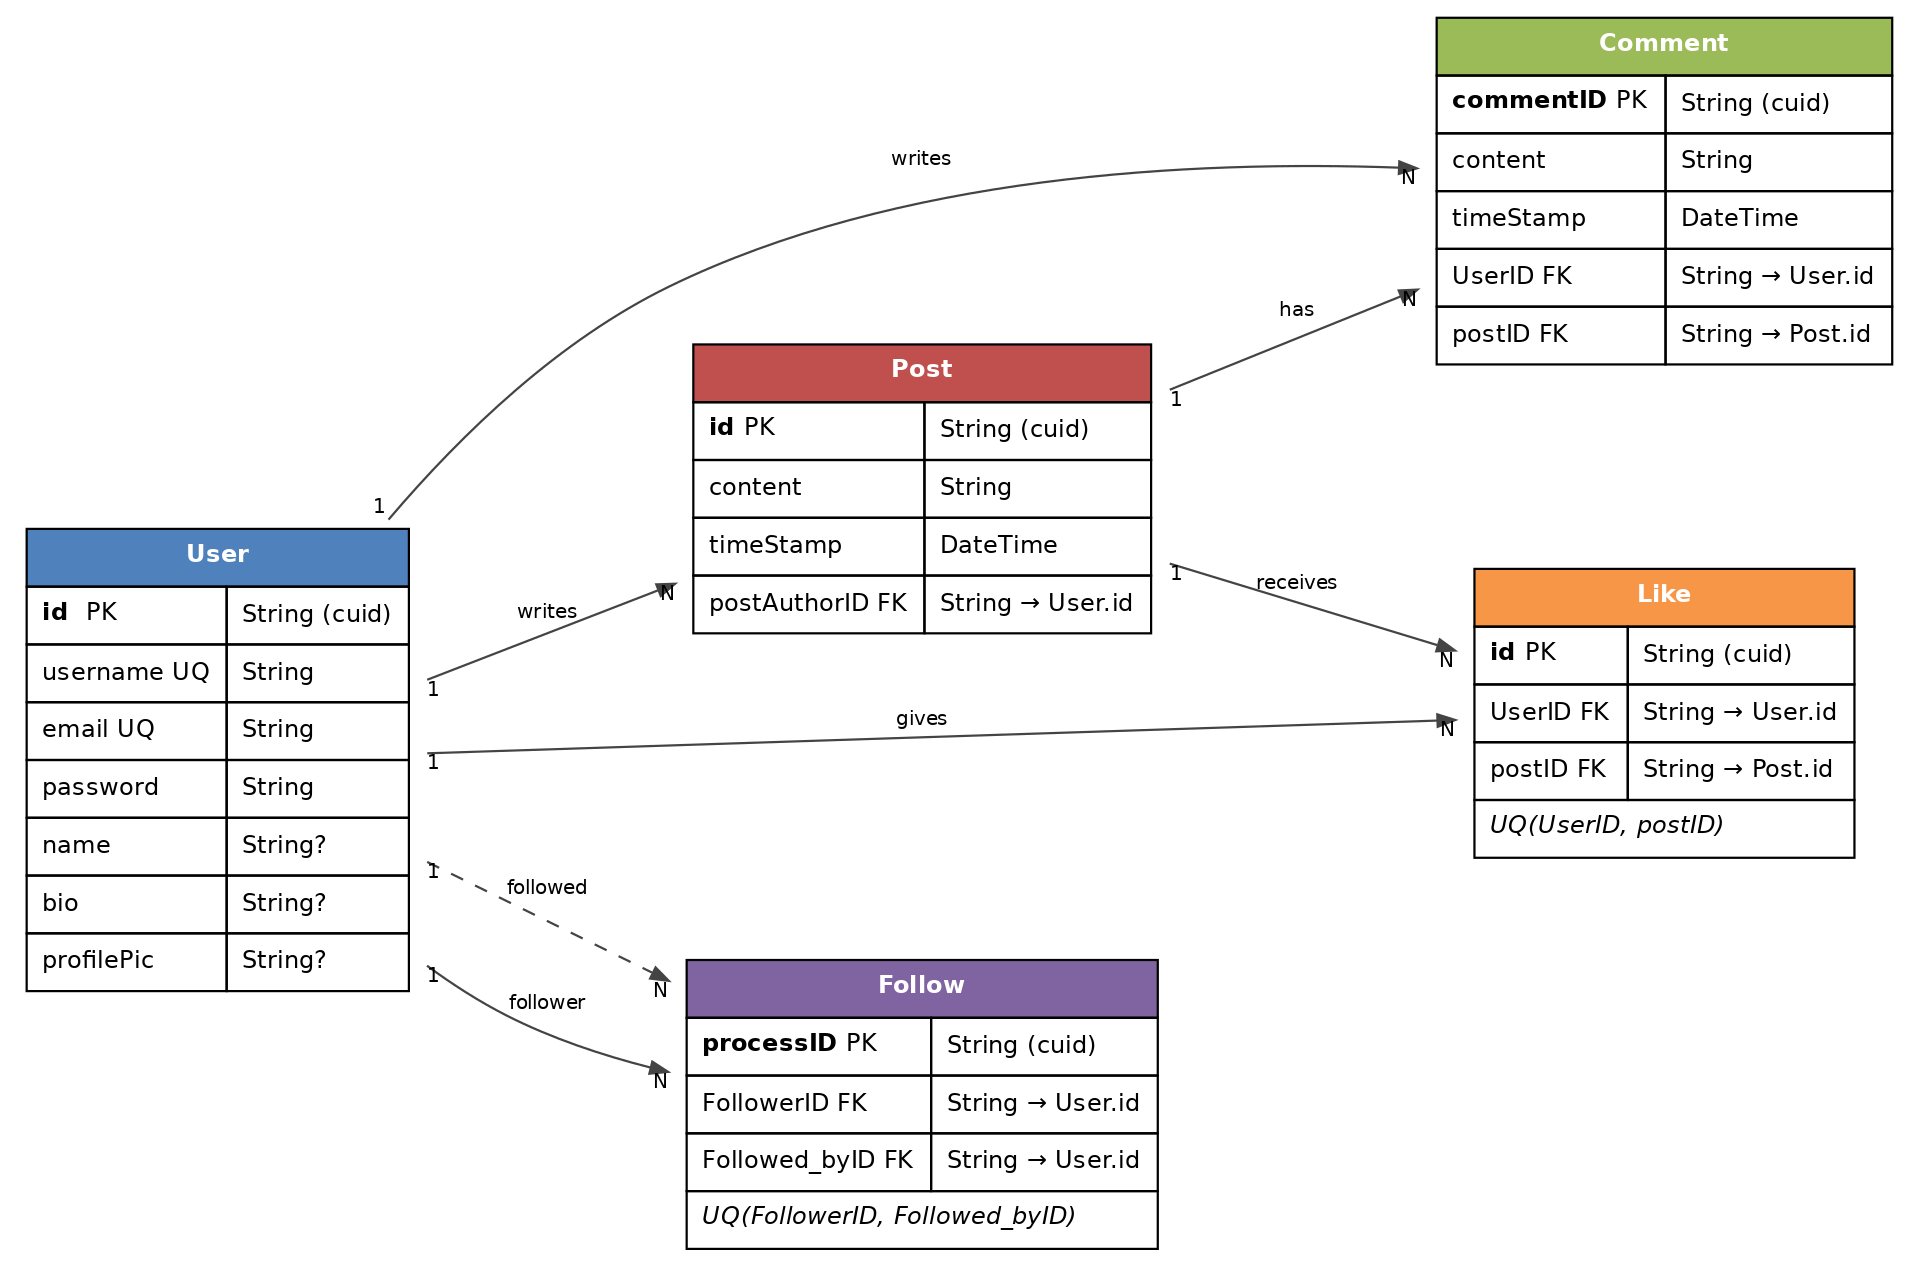 Comment
commentID PK String (cuid)
content String
timeStamp DateTime
UserID FK String → User.id
postID FK String → Post.id
writes
1
N
has
1
N
Post
id PK String (cuid)
content String
timeStamp DateTime
postAuthorID FK String → User.id
User
id PK String (cuid)
username UQ String
email UQ String
password String
name String?
bio String?
profilePic String?
writes
1
N
receives
1
N
gives
1
N
Like
id PK String (cuid)
UserID FK String → User.id
postID FK String → Post.id
UQ(UserID, postID)
followed
1
N
follower
1
N
Follow
processID PK String (cuid)
FollowerID FK String → User.id
Followed_byID FK String → User.id
UQ(FollowerID, Followed_byID)